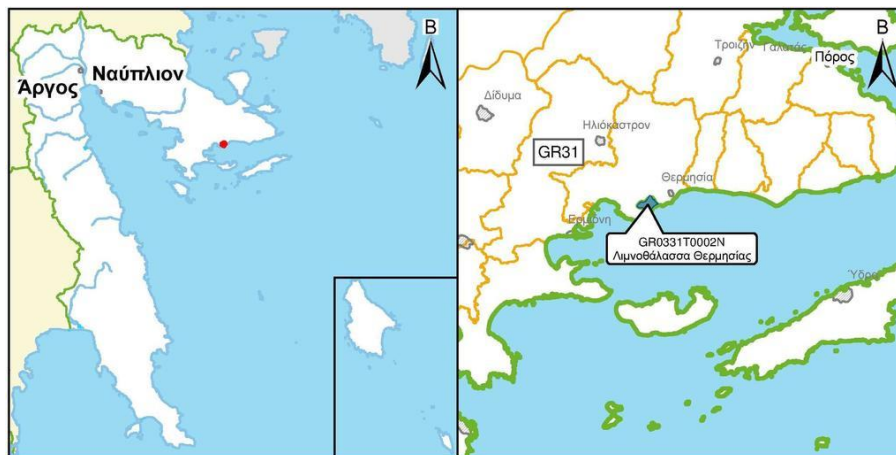 Β
Άργος
Ναύπλιον
Β
Τροιζήν
Γαλατάς
Πόρος
Δίδυμα
Ηλιόκαστρον
GR31
Θερμησία
Ερμιόνη
GR0331T0002N
Λιμνοθάλασσα Θερμησίας
Ύδρα